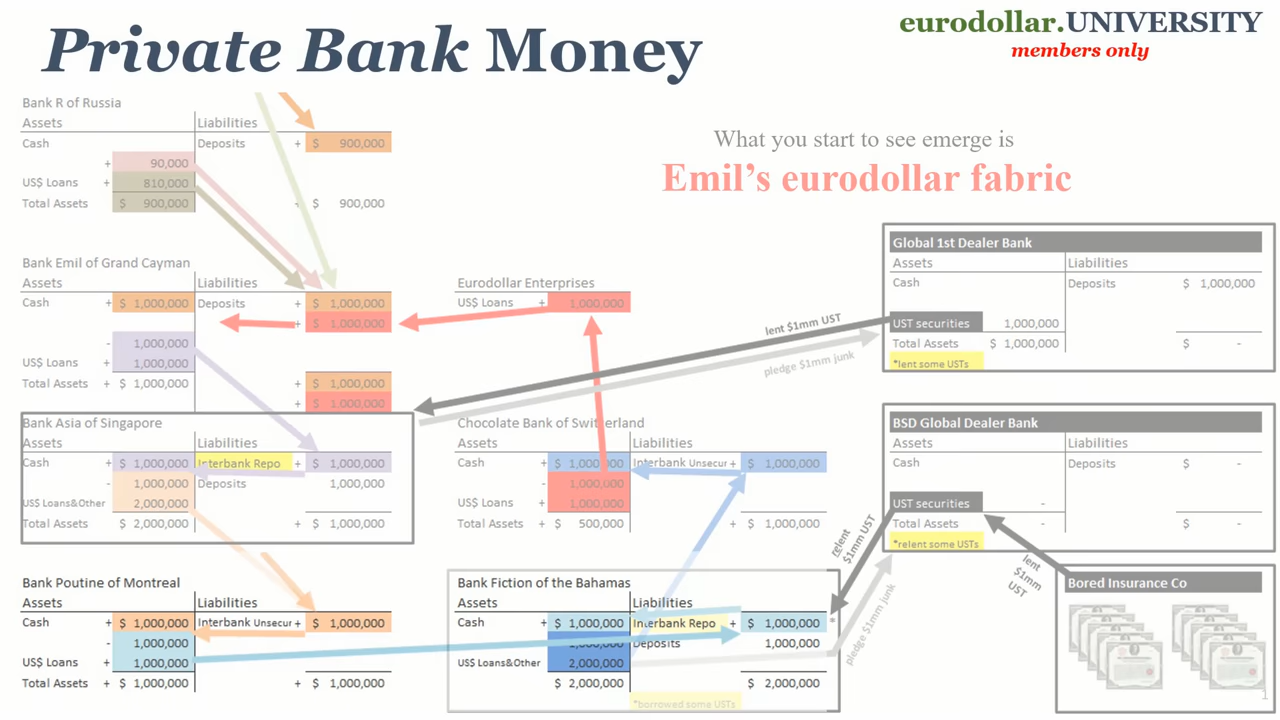 Private Bank Money
eurodollar.UNIVERSITY
members only
What you start to see emerge is
Emil's eurodollar fabric
Bank R of Russia
Assets Liabilities
Cash Deposits + $ 900,000
+ 90,000
US$ Loans + 810,000
Total Assets $ 900,000 - $ 900,000
Bank Emil of Grand Cayman
Assets Liabilities
Cash + $ 1,000,000 Deposits + $ 1,000,000
+ $ 1,000,000
- 1,000,000
US$ Loans + 1,000,000
Total Assets + $ 1,000,000 + $ 1,000,000
+ $ 1,000,000
Eurodollar Enterprises
US$ Loans + 1,000,000
Global 1st Dealer Bank
Assets Liabilities
Cash Deposits $ 1,000,000
UST securities 1,000,000
Total Assets $ 1,000,000 $ -
*lent some USTs
lent $1mm UST
pledge $1mm junk
Bank Asia of Singapore
Assets Liabilities
Cash + $ 1,000,000 Interbank Repo + $ 1,000,000
- 1,000,000 Deposits 1,000,000
US$ Loans&Other + 2,000,000
Total Assets + $ 2,000,000 + $ 1,000,000
Chocolate Bank of Switzerland
Assets Liabilities
Cash + $ 1,000,000 Interbank Unsecur + $ 1,000,000
- 1,000,000
US$ Loans + 1,000,000
Total Assets $ 500,000 + $ 1,000,000
BSD Global Dealer Bank
Assets Liabilities
Cash Deposits $ -
UST securities -
Total Assets - $ -
*relent some USTs
relent
$1mm UST
pledge $1mm junk
lent
$1mm
UST
Bank Poutine of Montreal
Assets Liabilities
Cash + $ 1,000,000 Interbank Unsecur + $ 1,000,000
- 1,000,000
US$ Loans + 1,000,000
Total Assets + $ 1,000,000 + $ 1,000,000
Bank Fiction of the Bahamas
Assets Liabilities
Cash + $ 1,000,000 Interbank Repo + $ 1,000,000 *
1,000,000 Deposits 1,000,000
US$ Loans&Other 2,000,000
$ 2,000,000 $ 2,000,000
*borrowed some USTs
Bored Insurance Co
1